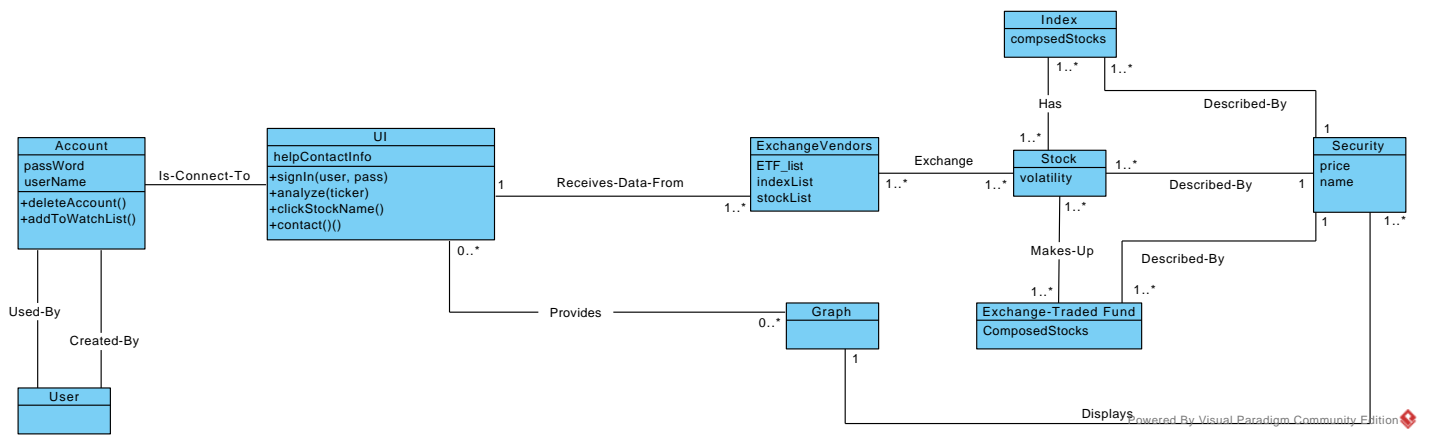 Index
compsedStocks
1..*
1..*
Has
Described-By
1..*
1
Account
passWord
userName
+deleteAccount()
+addToWatchList()
Is-Connect-To
UI
helpContactInfo
+signIn(user, pass)
+analyze(ticker)
+clickStockName()
+contact()()
1
Receives-Data-From
1..*
ExchangeVendors
ETF_list
indexList
stockList
Exchange
1..*
1..*
Stock
volatility
1..*
Described-By
1
Security
price
name
1..*
1
1..*
Makes-Up
Described-By
1..*
1..*
0..*
Provides
0..*
Graph
1
Exchange-Traded Fund
ComposedStocks
Used-By
Created-By
User
Displays
Powered By Visual Paradigm Community Edition